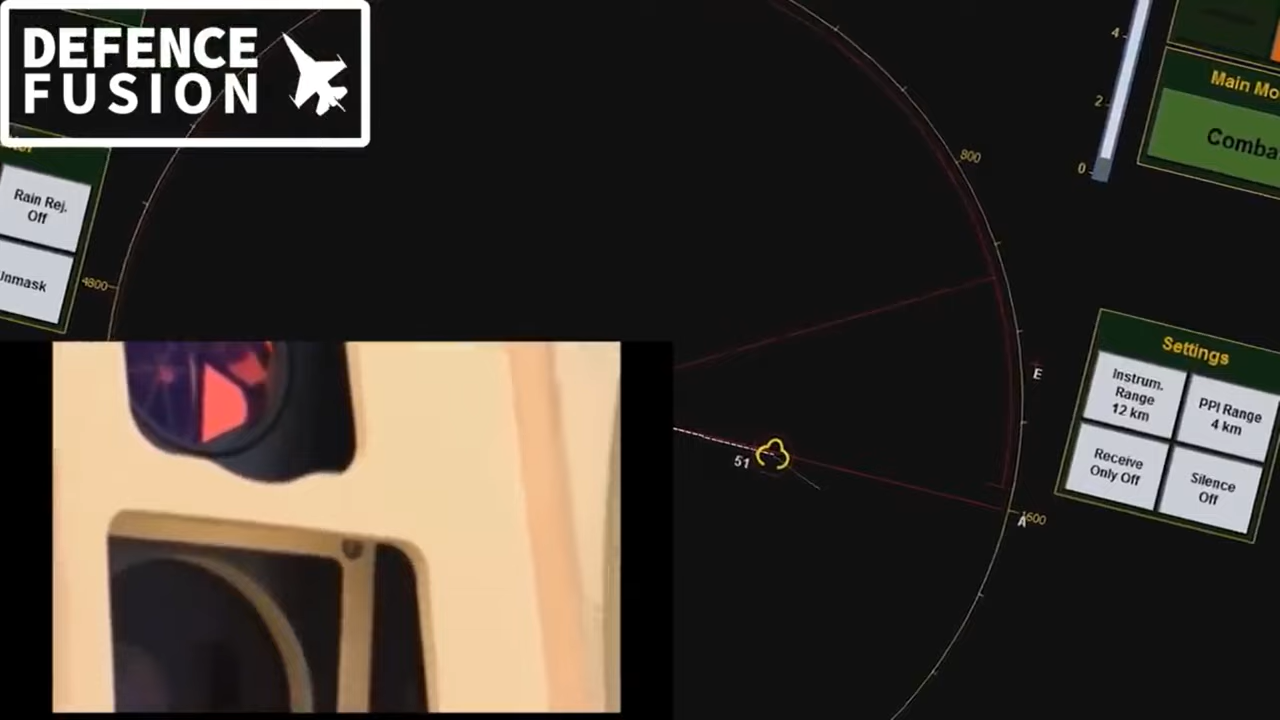 DEFENCE
FUSION
Rain Rej.
Off
4800
800
4
2
0
Main Mo
Comba
E
51
A
1600
Settings
Instrum.
Range
12 km
PPI Range
4 km
Receive
Only Off
Silence
Off